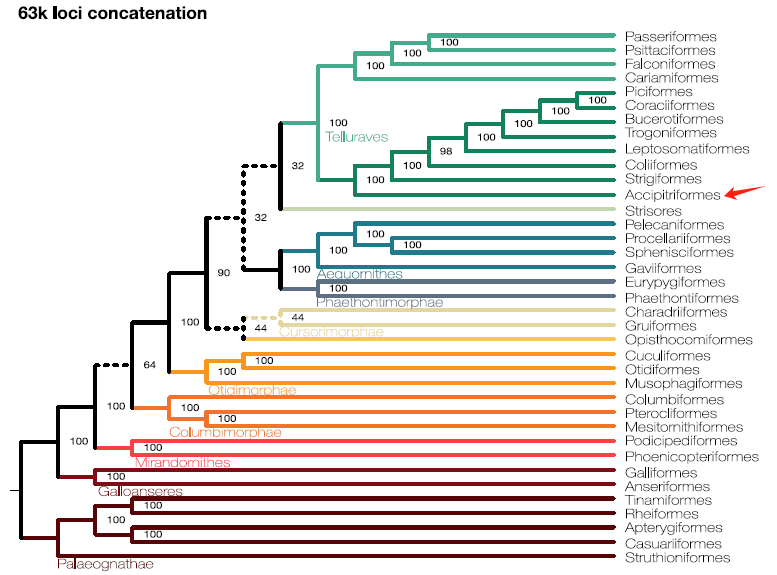 63k loci concatenation
Passeriformes
100
Psittaciformes
100
Falconiformes
100
Cariamiformes
Piciformes
100
Coraciiformes
100
Bucerotiformes
100
100
Telluraves
Trogoniformes
100
Leptosomatiformes
98
Coliiformes
100
32
Strigiformes
100
Accipitriformes
Strisores
32
Pelecaniformes
100
Procellariiformes
100
100
Sphenisciformes
Gaviiformes
100
90
Aequornithes
Eurypygiformes
100
Phaethontiformes
Phaethontimorphae
Charadriiformes
44
100
Gruiformes
44
Cursorimorphae
Opisthocomiformes
Cuculiformes
100
64
Otidiformes
100
Musophagiformes
Otidimorphae
Columbiformes
100
100
Pterocliformes
100
Mesitornithiformes
Columbimorphae
100
Podicipediformes
100
Phoenicopteriformes
Mirandornithes
Galliformes
100
Anseriformes
Galloanseres
Tinamiformes
100
Rheiformes
100
Apterygiformes
100
Casuariiformes
Struthioniformes
Palaeognathae